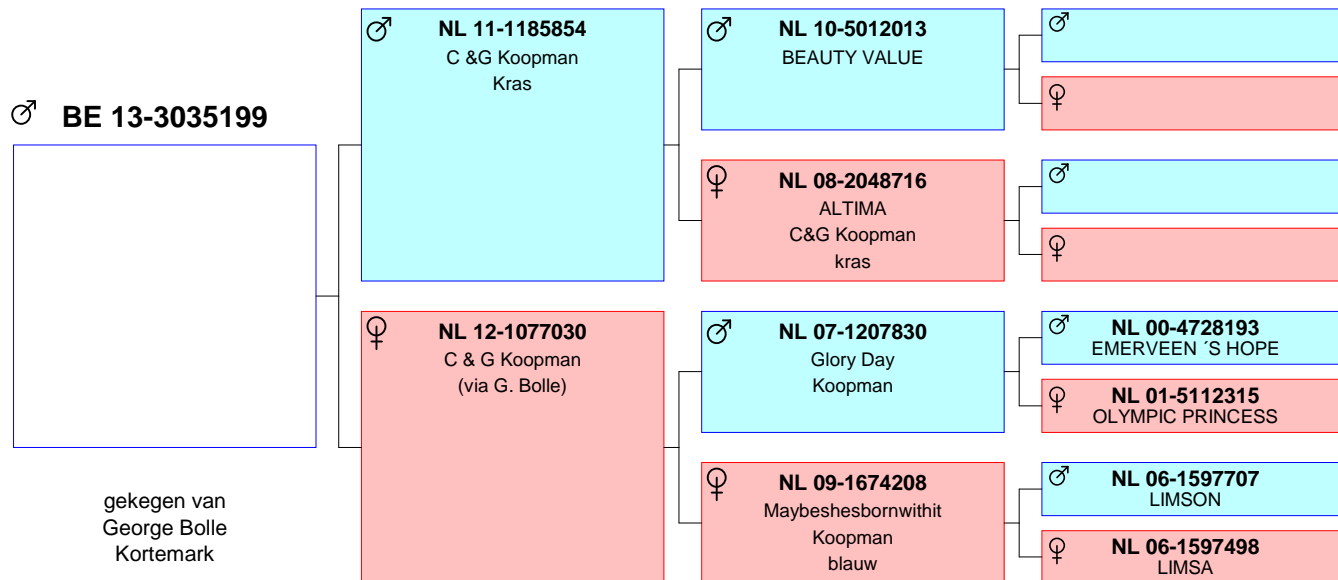 ♂ BE 13-3035199
gekegen van
George Bolle
Kortemark
♂ NL 11-1185854
C &G Koopman
Kras
♀ NL 12-1077030
C & G Koopman
(via G. Bolle)
♂ NL 10-5012013
BEAUTY VALUE
♀ NL 08-2048716
ALTIMA
C&G Koopman
kras
♂ NL 07-1207830
Glory Day
Koopman
♀ NL 09-1674208
Maybeshesbornwithit
Koopman
blauw
♂
♀
♂
♀
♂ NL 00-4728193
EMERVEEN ´S HOPE
♀ NL 01-5112315
OLYMPIC PRINCESS
♂ NL 06-1597707
LIMSON
♀ NL 06-1597498
LIMSA